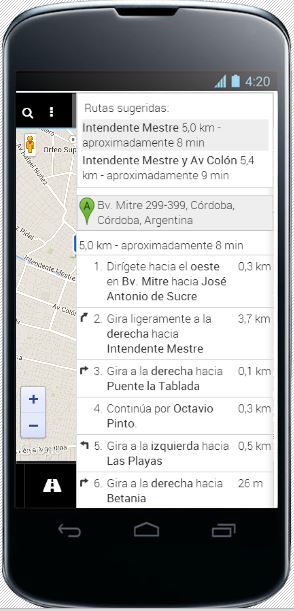 4:20
Rutas sugeridas:
Intendente Mestre 5,0 km -
aproximadamente 8 min
Intendente Mestre y Av Colón 5,4
km - aproximadamente 9 min
A
Bv. Mitre 299-399, Córdoba,
Córdoba, Argentina
5,0 km - aproximadamente 8 min
1. Dirígete hacia el oeste 0,3 km
en Bv. Mitre hacia José
Antonio de Sucre
2. Gira ligeramente a la 3,7 km
derecha hacia
Intendente Mestre
3. Gira a la derecha hacia 0,1 km
Puente la Tablada
4. Continúa por Octavio 0,3 km
Pinto.
5. Gira a la izquierda hacia 0,5 km
Las Playas
6. Gira a la derecha hacia 26 m
Betania
Orfeo Sup
Intendente Mestre
Av Colón
+
−